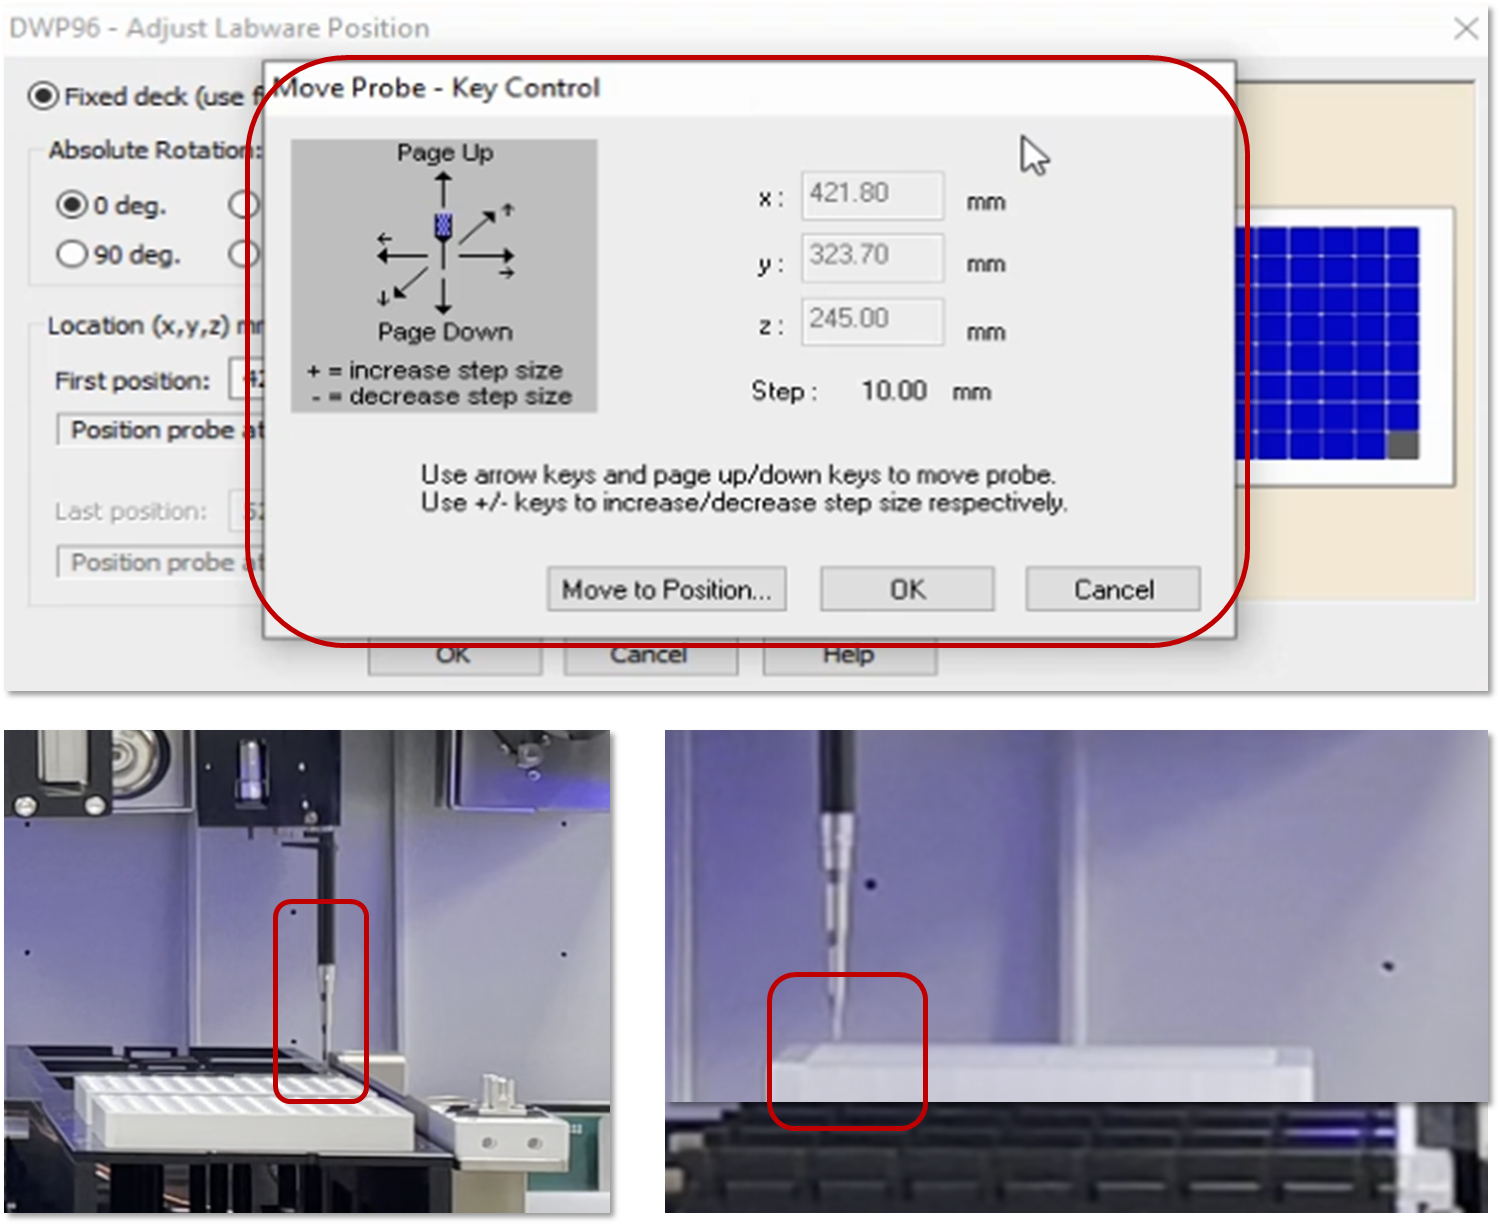 DWP96 - Adjust Labware Position
Move Probe - Key Control
Fixed deck (use
Absolute Rotation:
0 deg.
90 deg.
Location (x,y,z)
First position:
Position probe at
Last position:
Position probe at
Page Up
Page Down
+ = increase step size
- = decrease step size
x : 421.80 mm
y : 323.70 mm
z : 245.00 mm
Step : 10.00 mm
Use arrow keys and page up/down keys to move probe.
Use +/- keys to increase/decrease step size respectively.
Move to Position... OK Cancel
OK Cancel Help